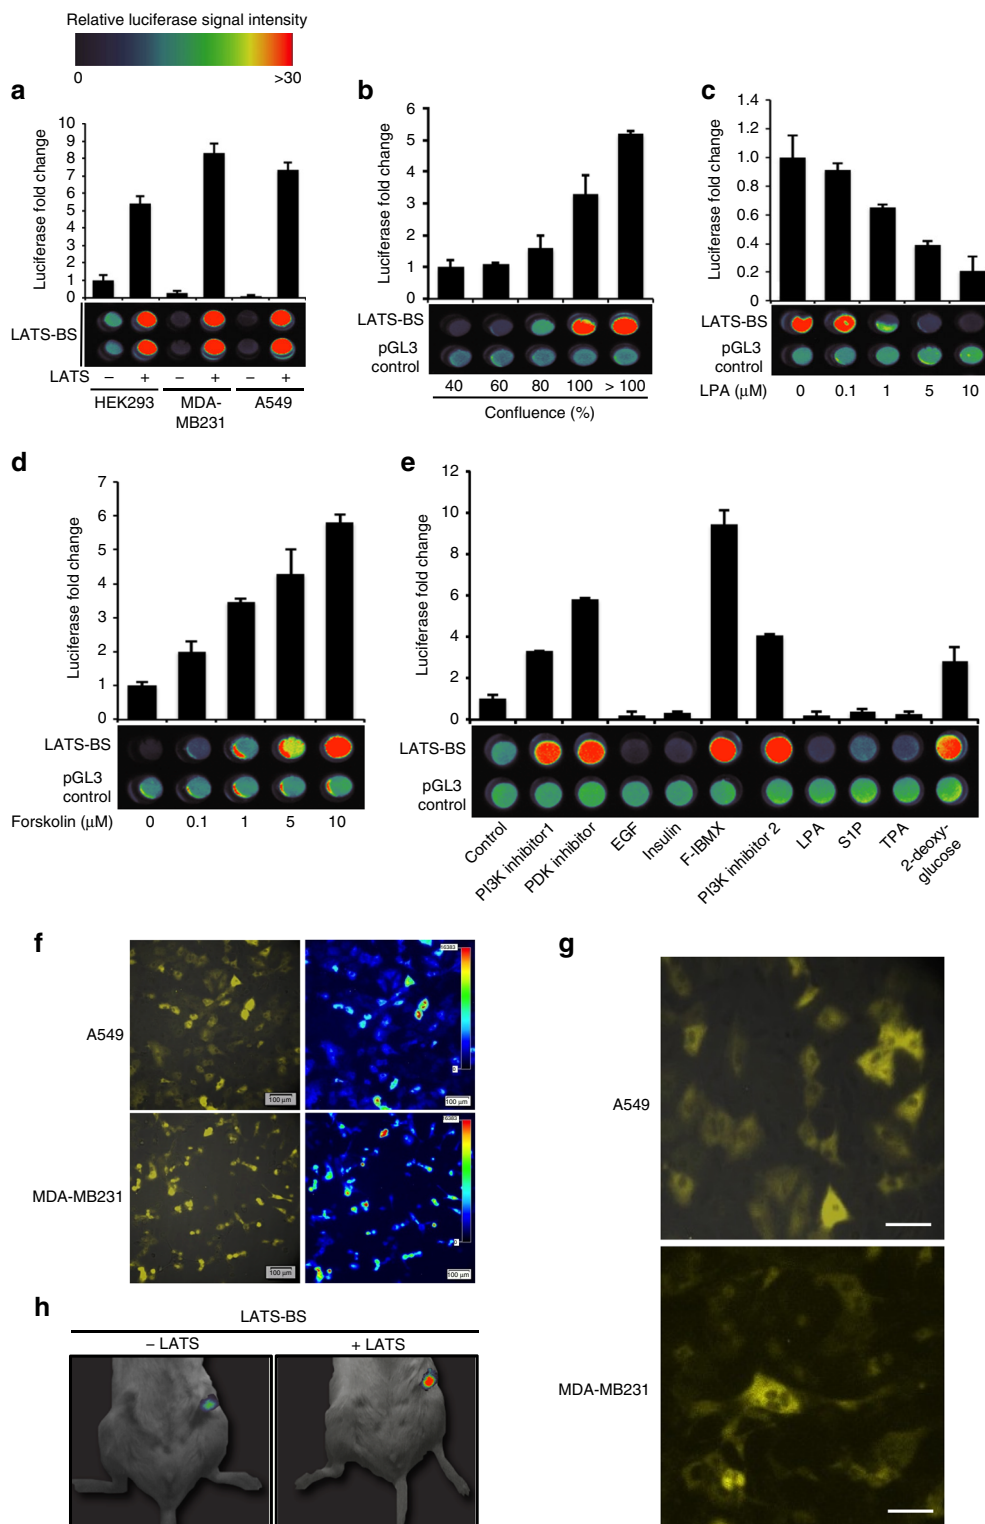 Relative luciferase signal intensity
0 >30
a
Luciferase fold change
10
9
8
7
6
5
4
3
2
1
0
LATS-BS
LATS – + – + – +
HEK293 MDA-MB231 A549
b
Luciferase fold change
6
5
4
3
2
1
0
LATS-BS
pGL3 control
40 60 80 100 > 100
Confluence (%)
c
Luciferase fold change
1.4
1.2
1.0
0.8
0.6
0.4
0.2
0
LATS-BS
pGL3 control
LPA (μM) 0 0.1 1 5 10
d
Luciferase fold change
7
6
5
4
3
2
1
0
LATS-BS
pGL3 control
Forskolin (μM) 0 0.1 1 5 10
e
Luciferase fold change
12
10
8
6
4
2
0
LATS-BS
pGL3 control
Control
PI3K inhibitor1
PDK inhibitor
EGF
Insulin
F-IBMX
PI3K inhibitor 2
LPA
S1P
TPA
2-deoxy-glucose
f
A549
16383
0
100 μm
100 μm
MDA-MB231
16383
0
100 μm
100 μm
g
A549
MDA-MB231
h
LATS-BS
– LATS + LATS